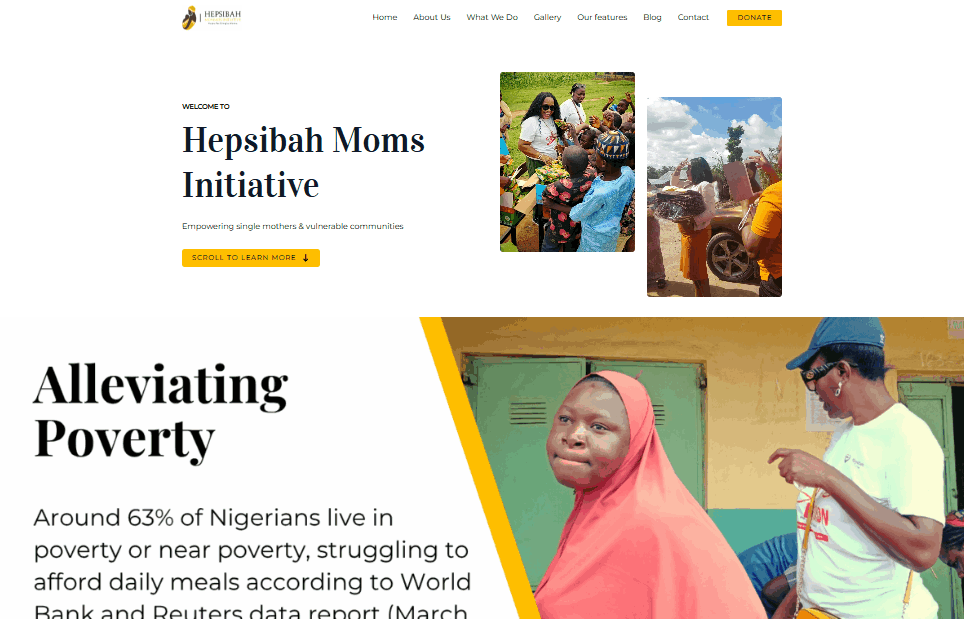 HEPSIBAH
Home About Us What We Do Gallery Our features Blog Contact DONATE
WELCOME TO
Hepsibah Moms
Initiative
Empowering single mothers & vulnerable communities
SCROLL TO LEARN MORE
Alleviating
Poverty
Around 63% of Nigerians live in
poverty or near poverty, struggling to
afford daily meals according to World
Bank and Reuters data report (March